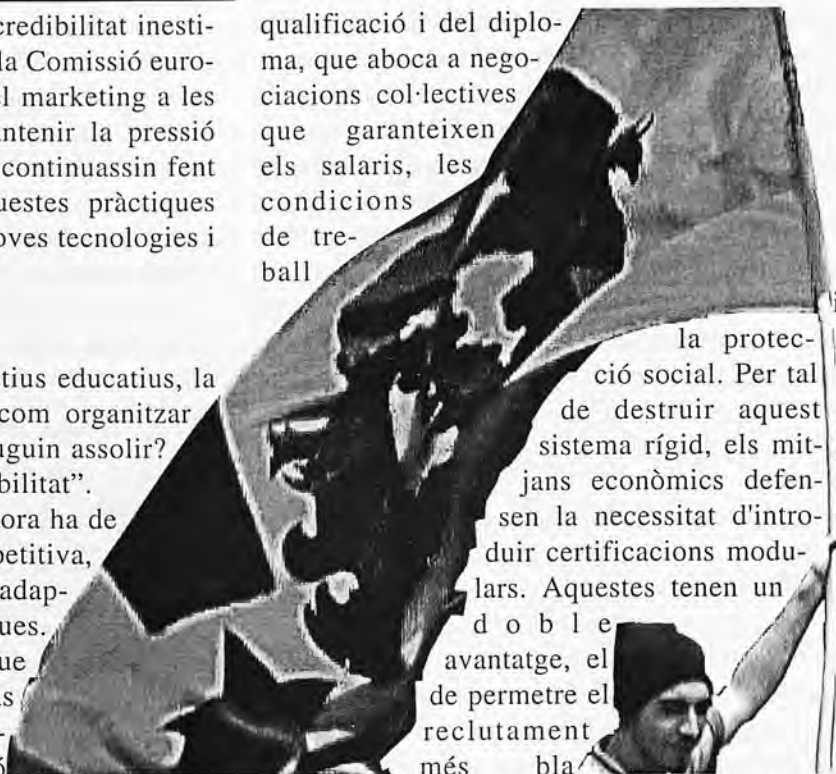 credibilitat inesti-
la Comissió euro-
el marketing a les
ntenir la pressió
continuassin fent
uestes pràctiques
oves tecnologies i
tius educatius, la
com organitzar
uguin assolir?
bilitat”.
ora ha de
petitiva,
adap-
ues.
ue
s
-
ó
qualificació i del diplo-
ma, que aboca a nego-
ciacions col·lectives
que garanteixen
els salaris, les
condicions
de tre-
ball
i
la protec-
ció social. Per tal
de destruir aquest
sistema rígid, els mit-
jans econòmics defen-
sen la necessitat d'intro-
duir certificacions modu-
lars. Aquestes tenen un
doble
avantatge, el
de permetre el
reclutament
més bla